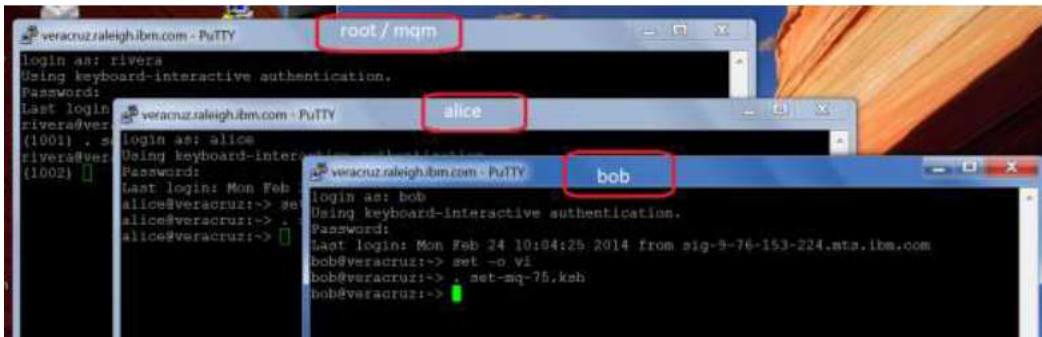 veracruz.raleigh.ibm.com - PuTTY
root / mqm
login as: rivera
Using keyboard-interactive authentication.
Password:
Last login
rivera@ver
(1001) . se
rivera@ver
(1002)
veracruz.raleigh.ibm.com - PuTTY
alice
login as: alice
Using keyboard-inter
Password:
Last login: Mon Feb
alice@veracruz:~> set
alice@veracruz:~> .
alice@veracruz:~>
veracruz.raleigh.ibm.com - PuTTY
bob
login as: bob
Using keyboard-interactive authentication.
Password:
Last login: Mon Feb 24 10:04:25 2014 from sig-9-76-153-224.mts.ibm.com
bob@veracruz:~> set -o vi
bob@veracruz:~> . set-mq-75.ksh
bob@veracruz:~>